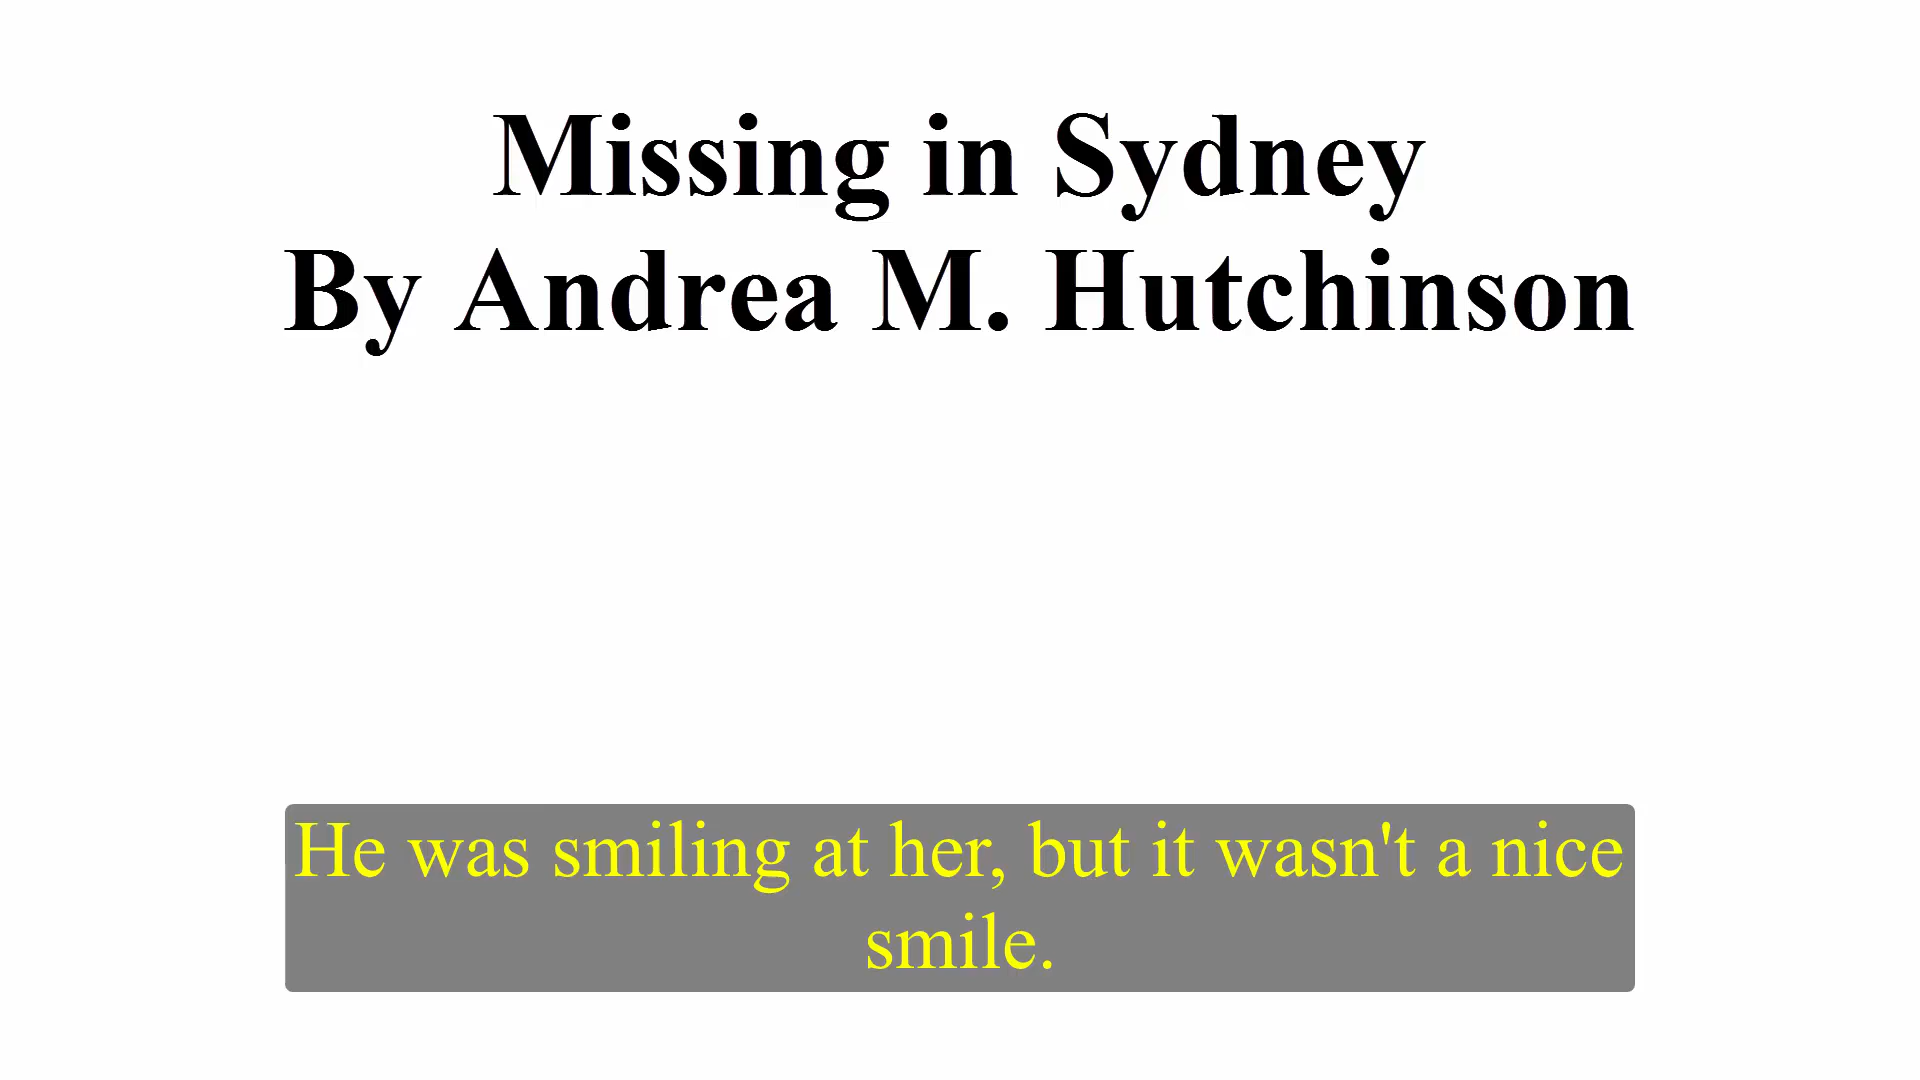 Missing in Sydney
By Andrea M. Hutchinson
He was smiling at her, but it wasn't a nice
smile.